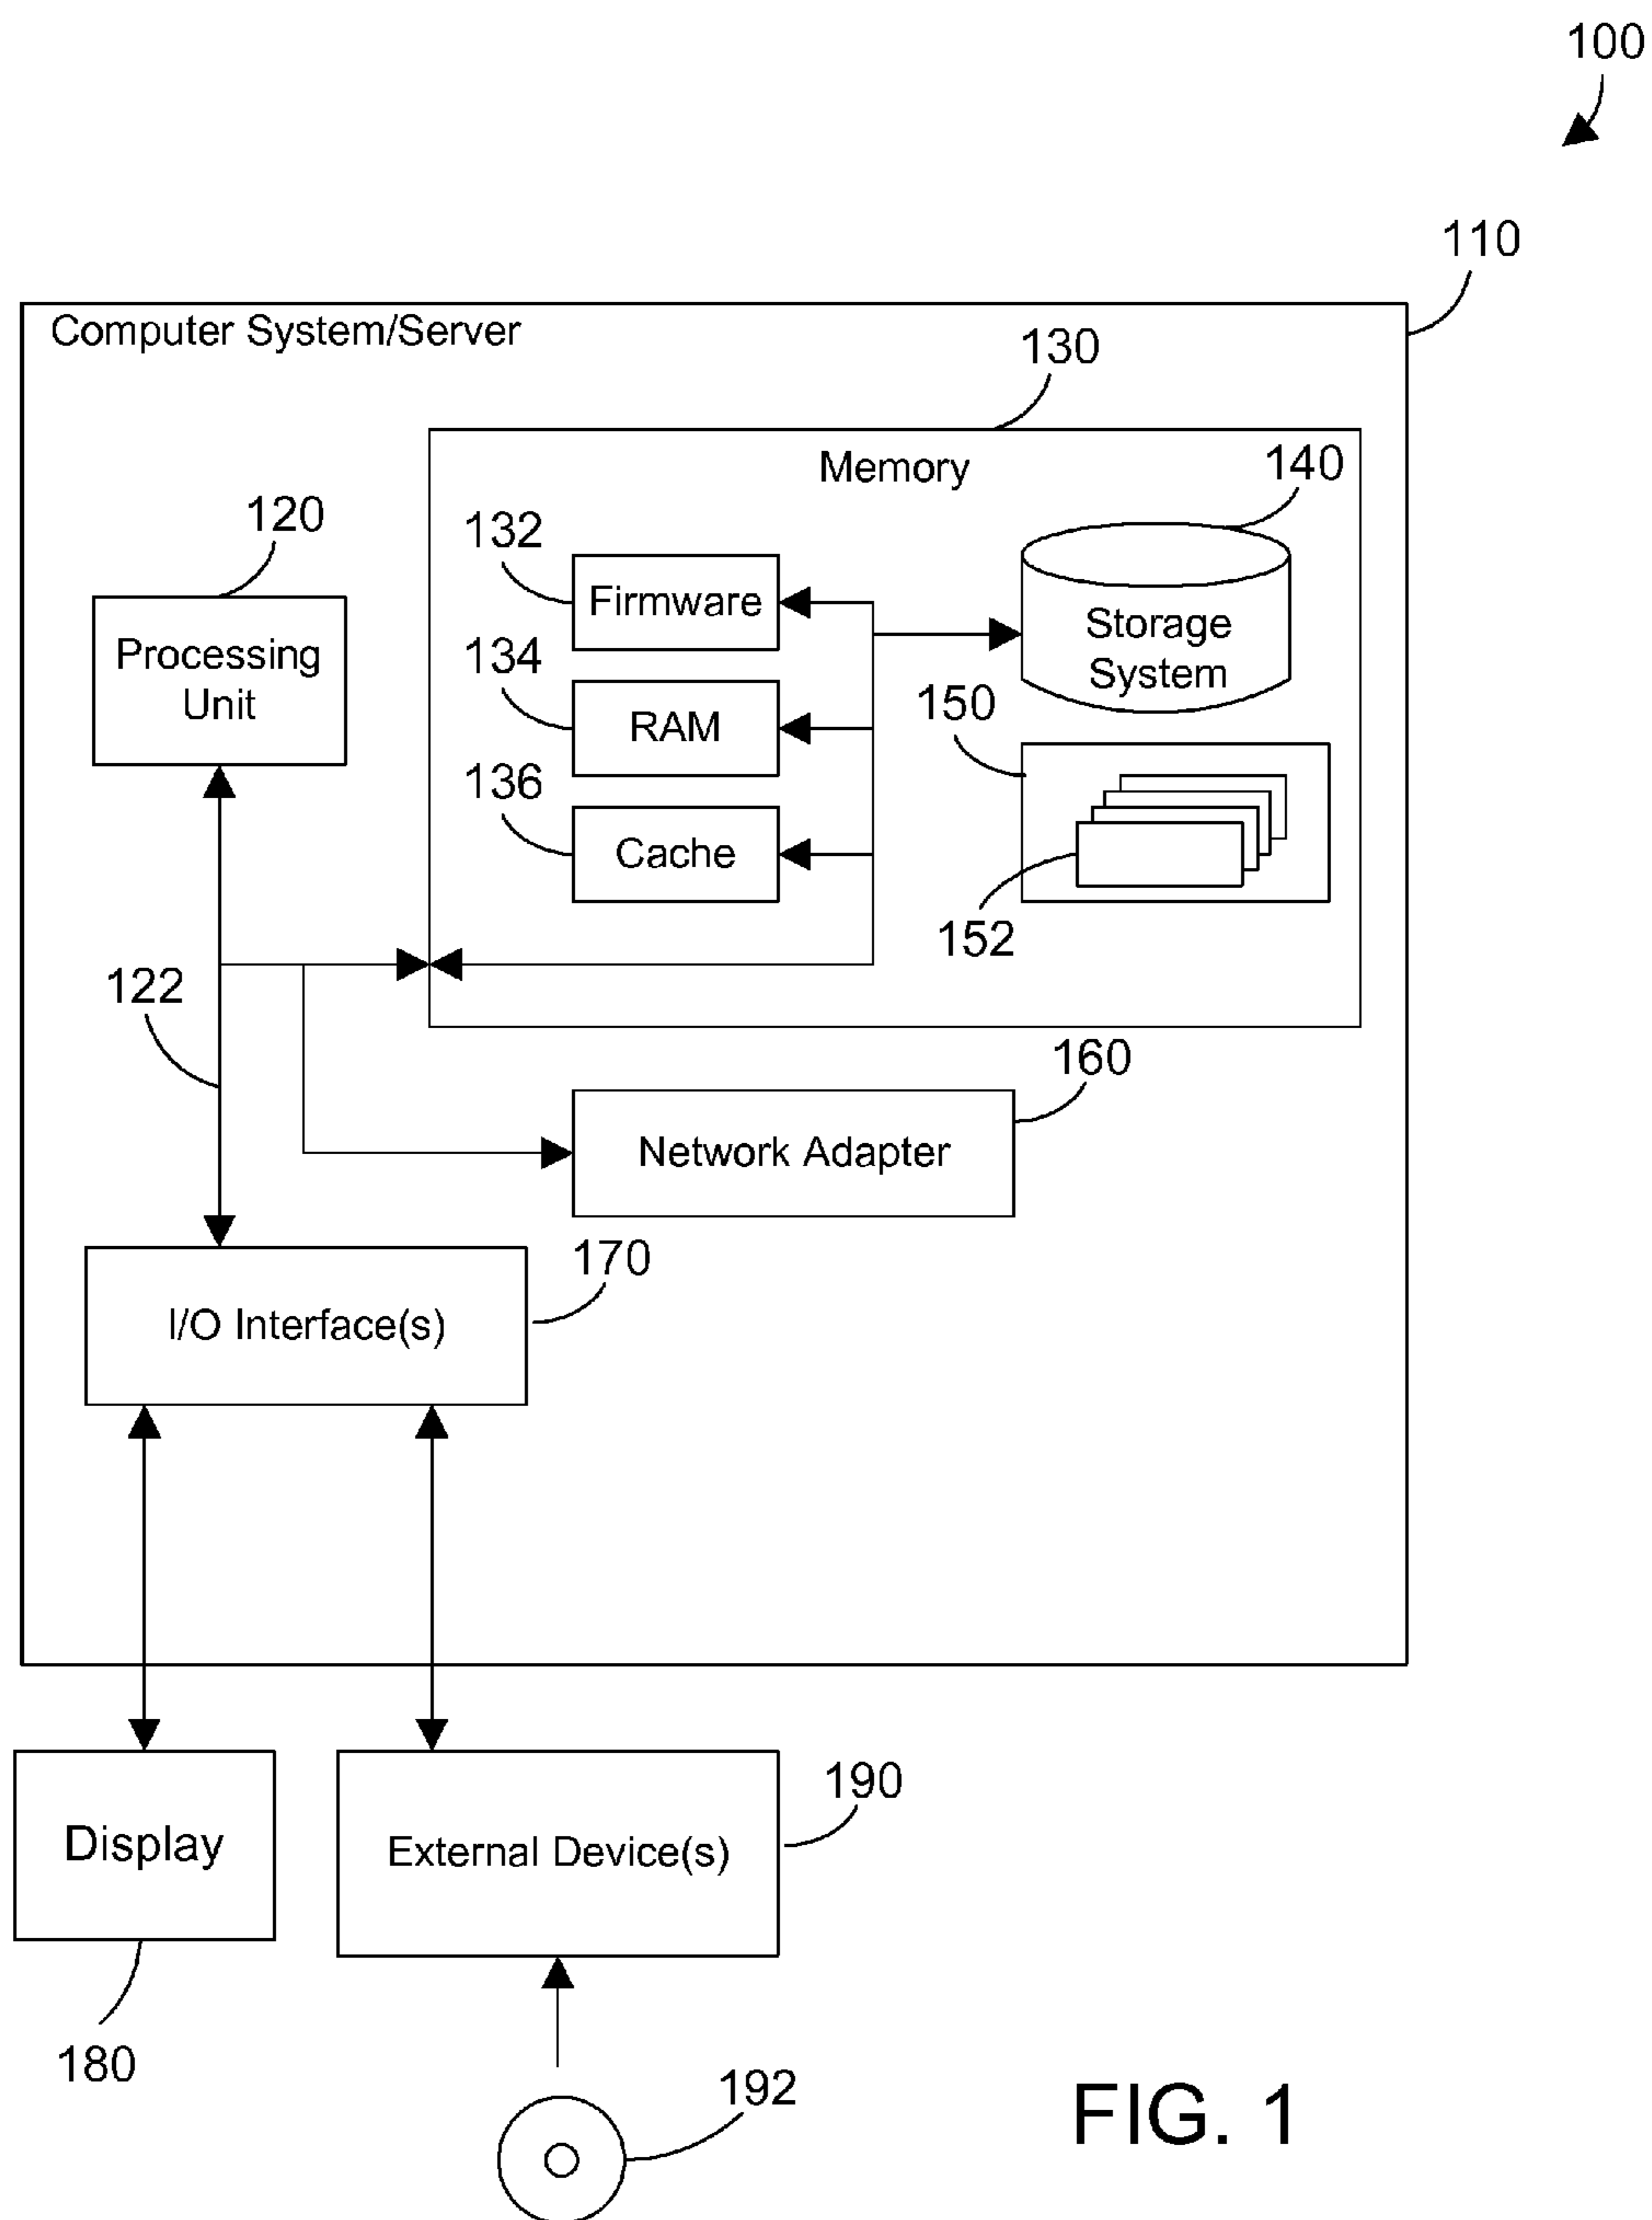 100
110
Computer System/Server
130
Memory
140
120
132
Firmware
Processing
Unit
Storage
System
134
RAM
150
136
Cache
152
122
160
Network Adapter
170
I/O Interface(s)
190
Display
External Device(s)
180
192
FIG. 1